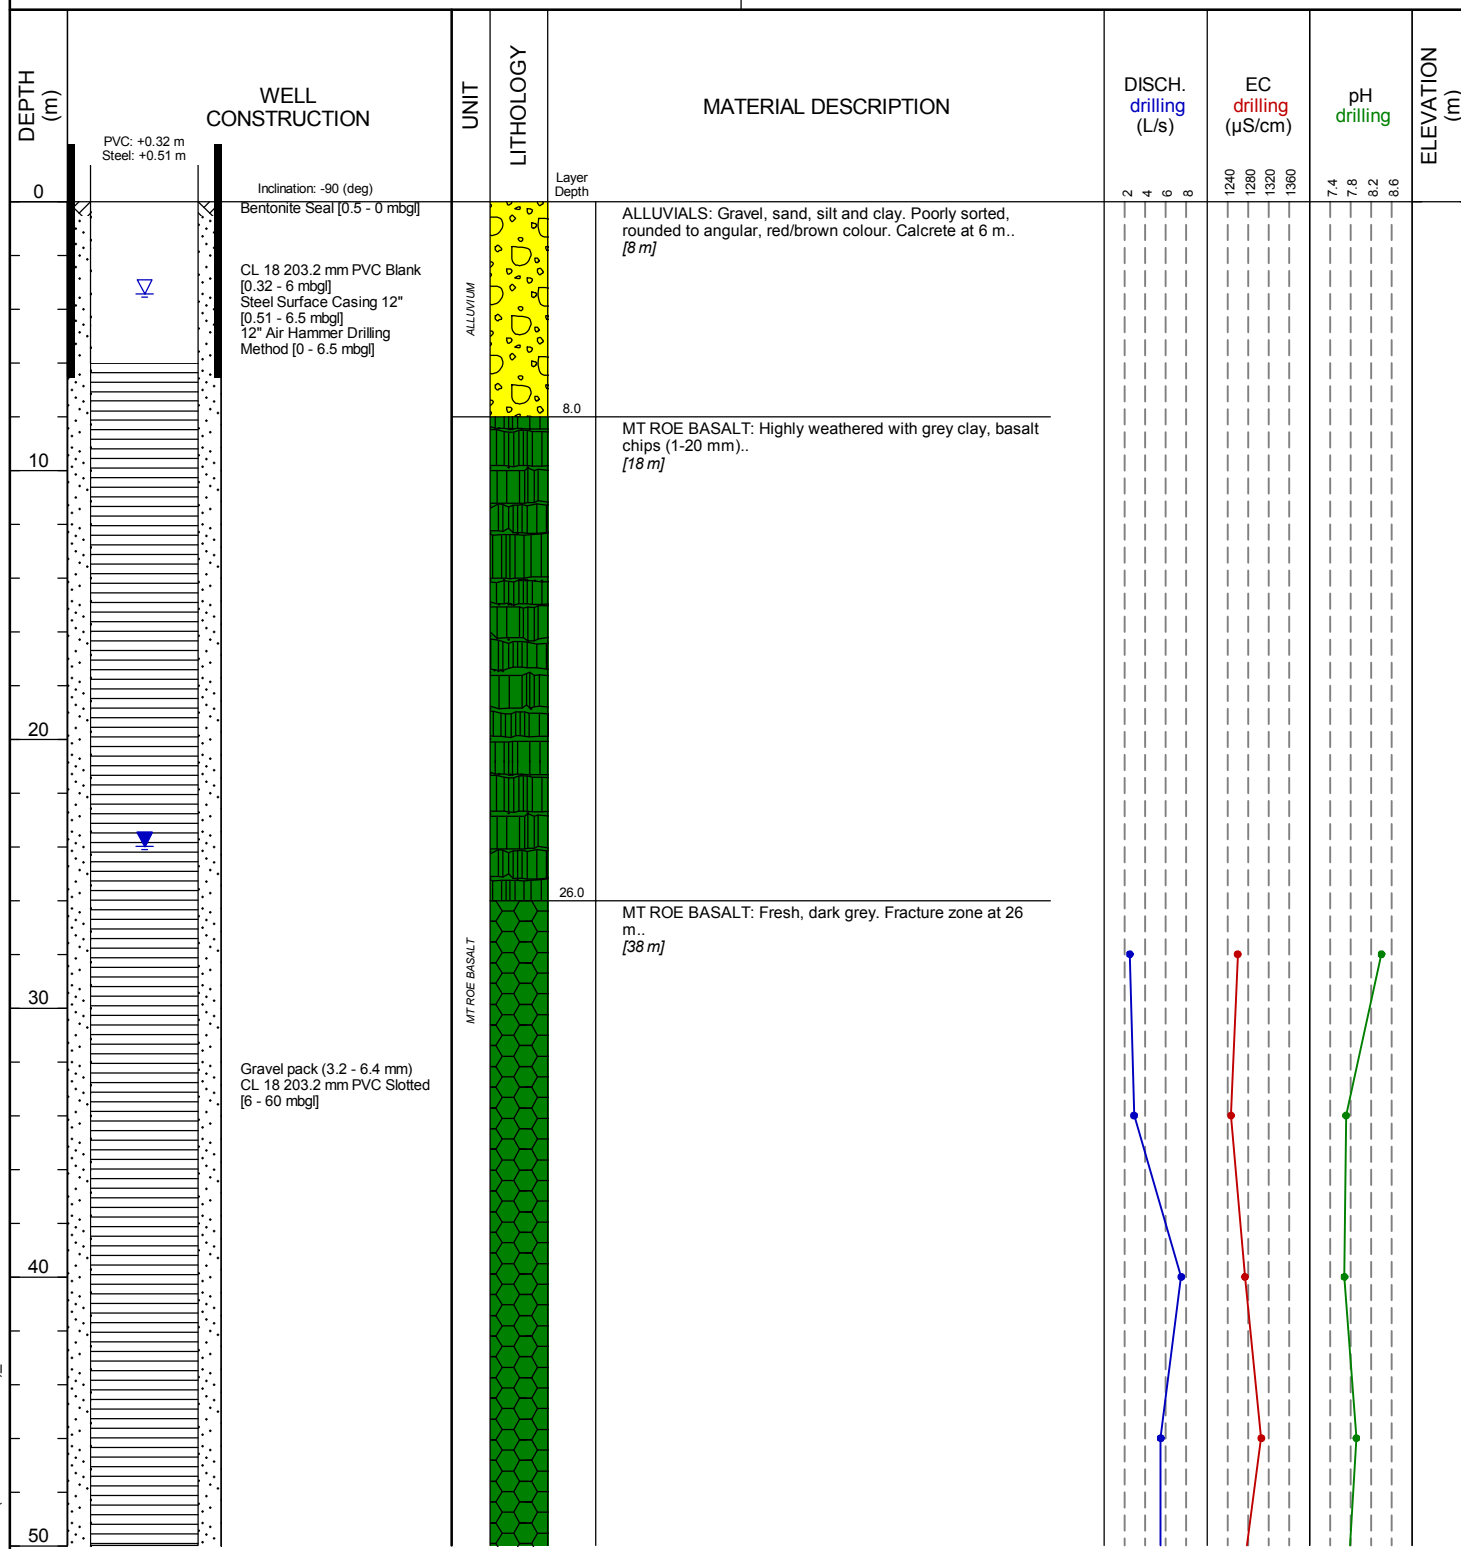 DEPTH
(m)
WELL
CONSTRUCTION
UNIT
LITHOLOGY
MATERIAL DESCRIPTION
DISCH.
drilling
(L/s)
EC
drilling
(µS/cm)
pH
drilling
ELEVATION
(m)
PVC: +0.32 m
Steel: +0.51 m
Inclination: -90 (deg)
Layer
Depth
2 4 6 8
1240 1280 1320 1360
7.4 7.8 8.2 8.6
0
Bentonite Seal [0.5 - 0 mbgl]
CL 18 203.2 mm PVC Blank
[0.32 - 6 mbgl]
Steel Surface Casing 12"
[0.51 - 6.5 mbgl]
12" Air Hammer Drilling
Method [0 - 6.5 mbgl]
ALLUVIUM
ALLUVIALS: Gravel, sand, silt and clay. Poorly sorted,
rounded to angular, red/brown colour. Calcrete at 6 m..
[8 m]
8.0
MT ROE BASALT: Highly weathered with grey clay, basalt
chips (1-20 mm)..
[18 m]
10
20
26.0
MT ROE BASALT: Fresh, dark grey. Fracture zone at 26
m..
[38 m]
MT ROE BASALT
30
Gravel pack (3.2 - 6.4 mm)
CL 18 203.2 mm PVC Slotted
[6 - 60 mbgl]
40
50